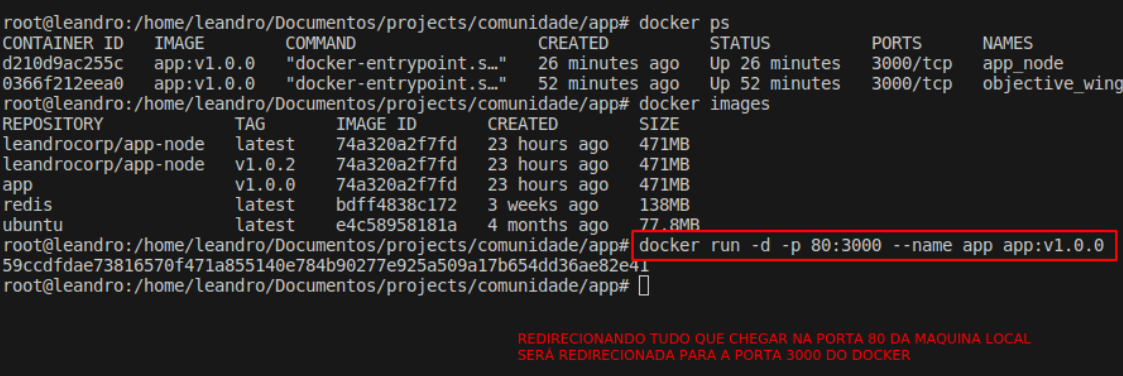 root@leandro:/home/leandro/Documentos/projects/comunidade/app# docker ps
CONTAINER ID   IMAGE        COMMAND                  CREATED          STATUS          PORTS      NAMES
d210d9ac255c   app:v1.0.0   "docker-entrypoint.s…"   26 minutes ago   Up 26 minutes   3000/tcp   app_node
0366f212eea0   app:v1.0.0   "docker-entrypoint.s…"   52 minutes ago   Up 52 minutes   3000/tcp   objective_wing
root@leandro:/home/leandro/Documentos/projects/comunidade/app# docker images
REPOSITORY             TAG       IMAGE ID       CREATED        SIZE
leandrocorp/app-node   latest    74a320a2f7fd   23 hours ago   471MB
leandrocorp/app-node   v1.0.2    74a320a2f7fd   23 hours ago   471MB
app                    v1.0.0    74a320a2f7fd   23 hours ago   471MB
redis                  latest    bdff4838c172   3 weeks ago    138MB
ubuntu                 latest    e4c58958181a   4 months ago   77.8MB
root@leandro:/home/leandro/Documentos/projects/comunidade/app# docker run -d -p 80:3000 --name app app:v1.0.0
59ccdfdae73816570f471a855140e784b90277e925a509a17b654dd36ae82e41
root@leandro:/home/leandro/Documentos/projects/comunidade/app#
REDIRECIONANDO TUDO QUE CHEGAR NA PORTA 80 DA MAQUINA LOCAL
SERÁ REDIRECIONADA PARA A PORTA 3000 DO DOCKER